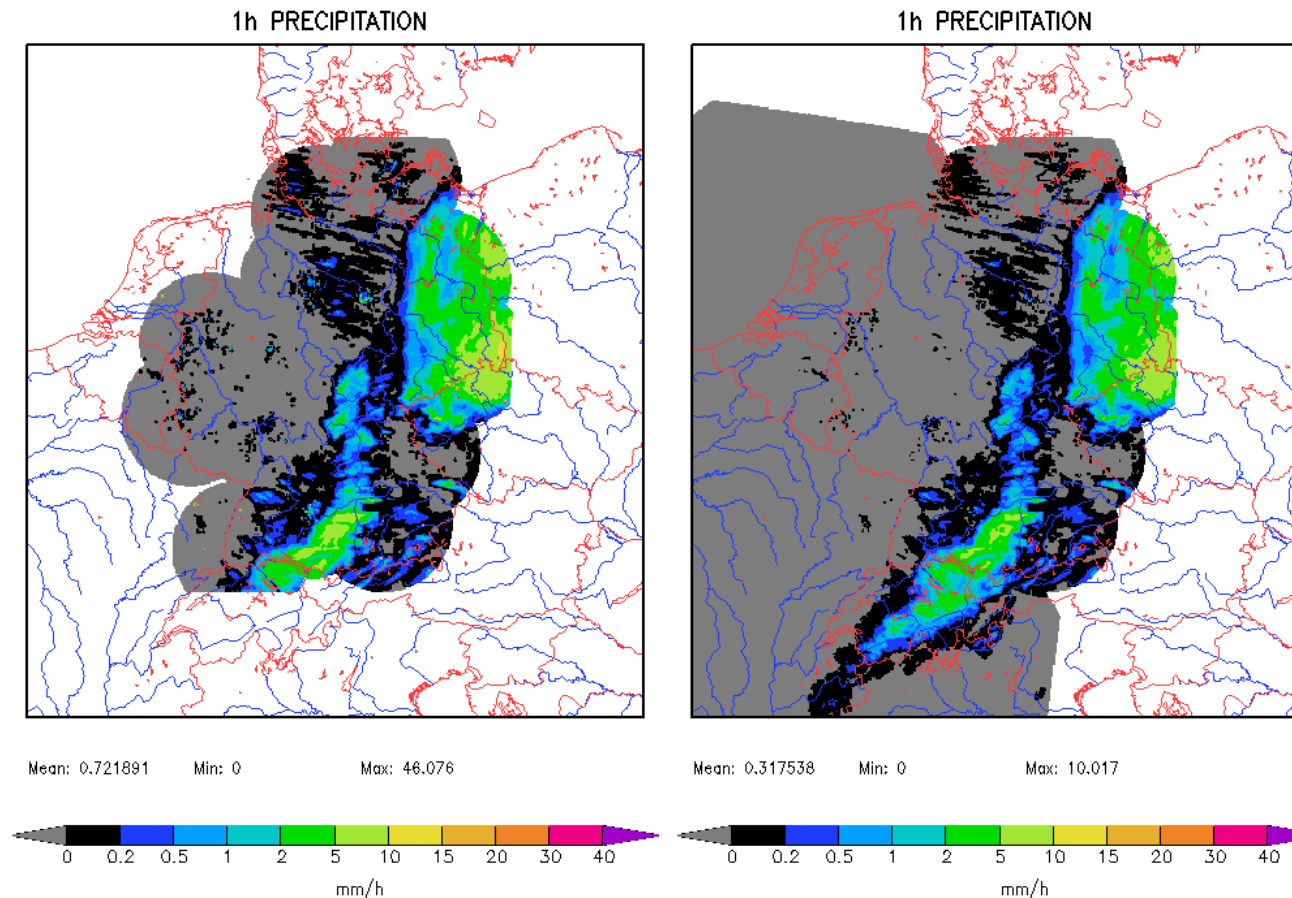 1h PRECIPITATION 1h PRECIPITATION
Mean: 0.721891 Min: 0 Max: 46.076 Mean: 0.317538 Min: 0 Max: 10.017
0 0.2 0.5 1 2 5 10 15 20 30 40 0 0.2 0.5 1 2 5 10 15 20 30 40
mm/h mm/h